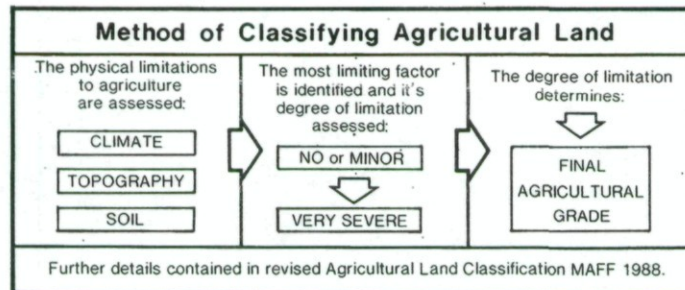 Method of Classifying Agricultural Land
The physical limitations
to agriculture
are assessed:
CLIMATE
TOPOGRAPHY
SOIL
The most limiting factor
is identified and it's
degree of limitation
assessed:
NO or MINOR
VERY SEVERE
The degree of limitation
determines:
FINAL
AGRICULTURAL
GRADE
Further details contained in revised Agricultural Land Classification MAFF 1988.